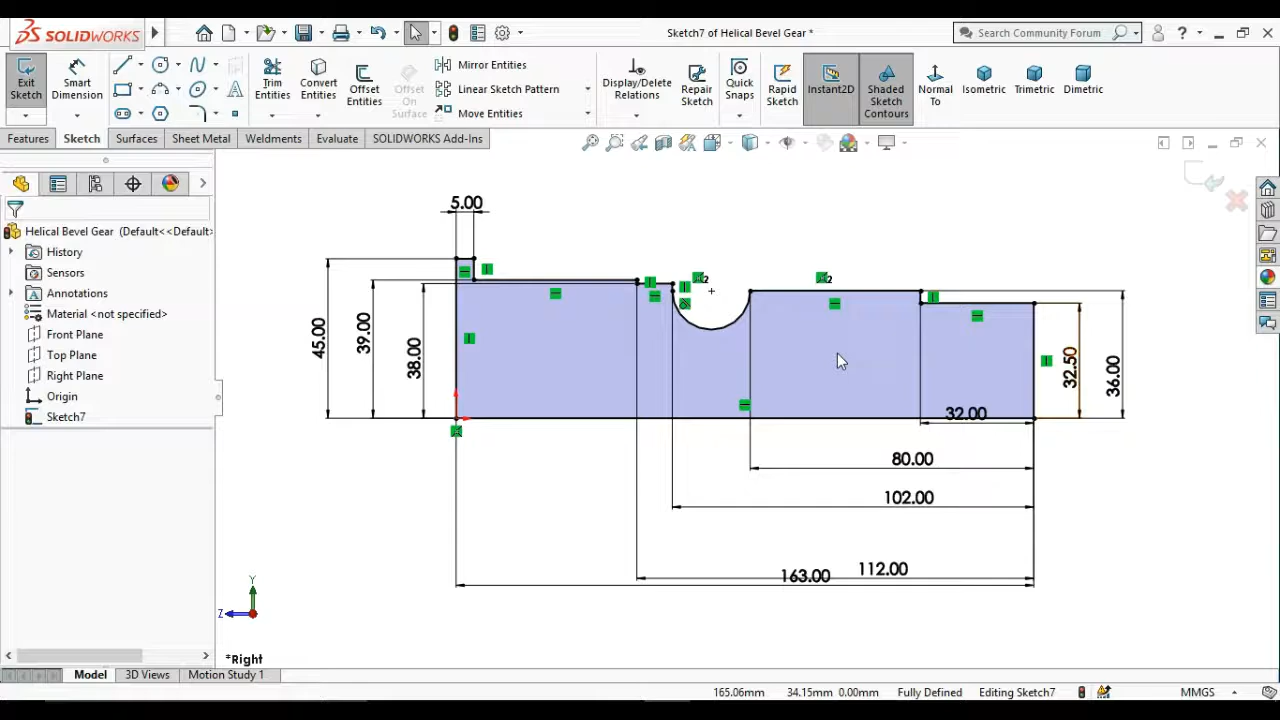 SOLIDWORKS
Sketch7 of Helical Bevel Gear *
Search Community Forum
?
Exit Sketch
Smart Dimension
Trim Entities
Convert Entities
Offset Entities
Offset On Surface
Mirror Entities
Linear Sketch Pattern
Move Entities
Display/Delete Relations
Repair Sketch
Quick Snaps
Rapid Sketch
Instant2D
Shaded Sketch Contours
Normal To
Isometric
Trimetric
Dimetric
Features
Sketch
Surfaces
Sheet Metal
Weldments
Evaluate
SOLIDWORKS Add-Ins
Helical Bevel Gear (Default<<Default>
History
Sensors
Annotations
Material <not specified>
Front Plane
Top Plane
Right Plane
Origin
Sketch7
5.00
45.00
39.00
38.00
2
2
32.50
36.00
32.00
80.00
102.00
112.00
163.00
Y
Z
*Right
Model
3D Views
Motion Study 1
165.06mm
34.15mm 0.00mm
Fully Defined
Editing Sketch7
MMGS